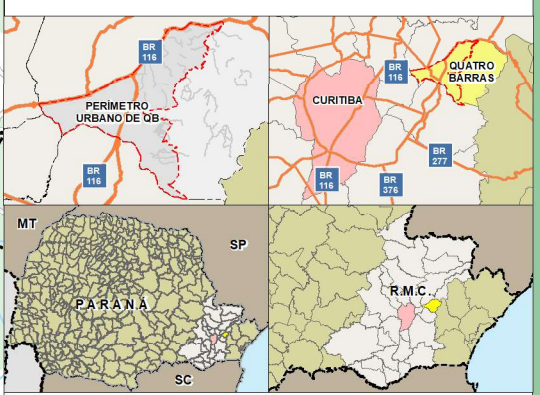 BR
116
PERÍMETRO
URBANO DE QB
BR
116
BR
116
QUATRO
BARRAS
CURITIBA
BR
277
BR
116
BR
376
MT
SP
PARANÁ
SC
R.M.C.